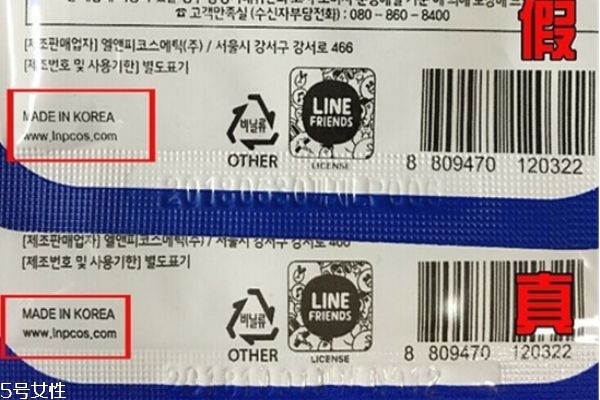 ☎ 고객만족실 (수신자부담전화) : 080 - 860 - 8400
假
[제조판매업자] 엘앤피코스메틱(주) / 서울시 강서구 강서로 466
[제조번호 및 사용기한] 별도표기
MADE IN KOREA
www.lnpcos.com
비닐류
OTHER
LINE
FRIENDS
LICENSE
8 809470 120322
[제조판매업자] 엘앤피코스메틱(주) / 서울시 강서구 강서로 466
[제조번호 및 사용기한] 별도표기
MADE IN KOREA
www.lnpcos.com
비닐류
OTHER
LINE
FRIENDS
LICENSE
真
8 809470 120322
5号女性